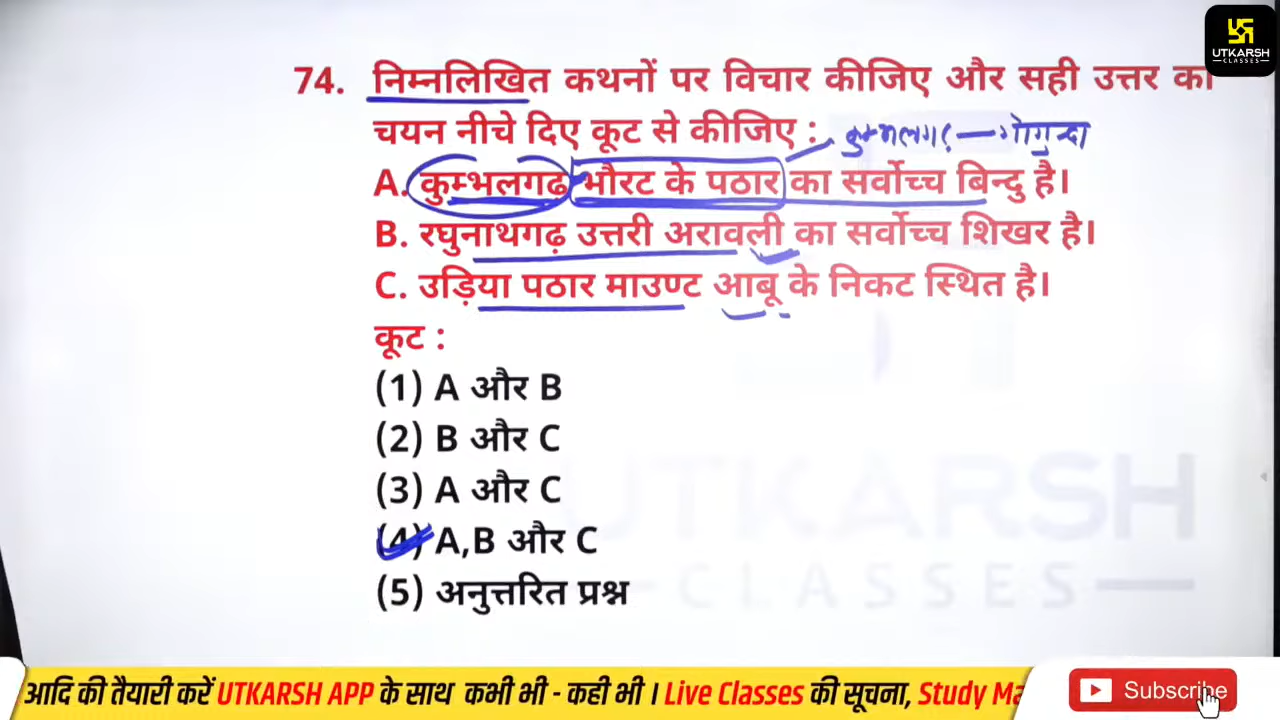 UTKARSH
CLASSES
74. निम्नलिखित कथनों पर विचार कीजिए और सही उत्तर का
चयन नीचे दिए कूट से कीजिए : कुम्भलगढ़ — गोगुन्दा
A. कुम्भलगढ़ भौरट के पठार का सर्वोच्च बिन्दु है।
B. रघुनाथगढ़ उत्तरी अरावली का सर्वोच्च शिखर है।
C. उड़िया पठार माउण्ट आबू के निकट स्थित है।
कूट :
(1) A और B
(2) B और C
(3) A और C
(4) A,B और C
(5) अनुत्तरित प्रश्न
UTKARSH
CLASSES
आदि की तैयारी करें UTKARSH APP के साथ कभी भी - कही भी । Live Classes की सूचना, Study Ma
Subscribe